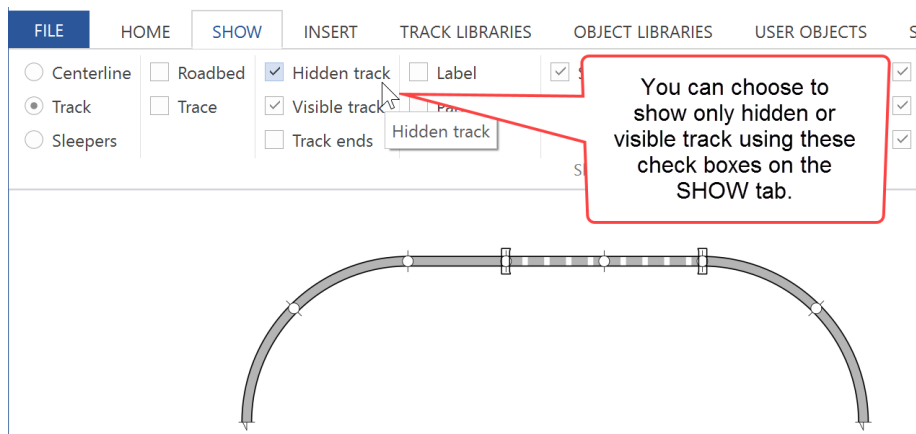 FILE HOME SHOW INSERT TRACK LIBRARIES OBJECT LIBRARIES USER OBJECTS
Centerline Roadbed Hidden track Label
Track Trace Visible track
Sleepers Track ends
Hidden track
You can choose to
show only hidden or
visible track using these
check boxes on the
SHOW tab.